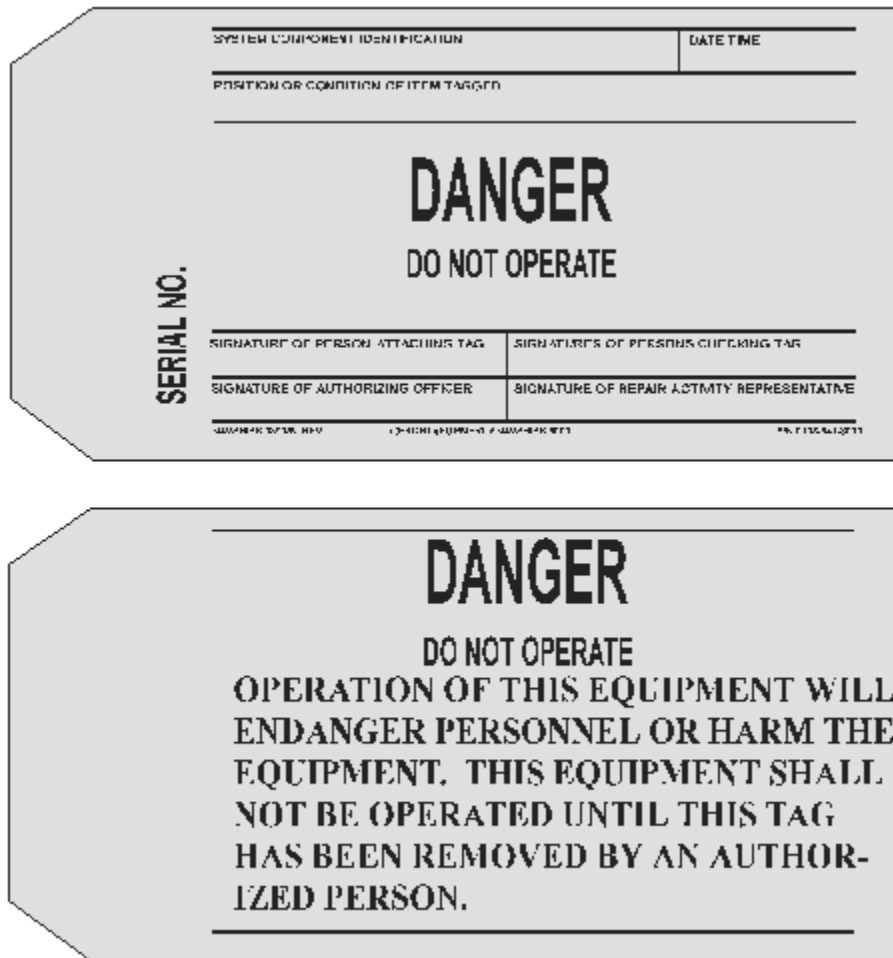 SYSTEM COMPONENT IDENTIFICATION
DATE TIME
POSITION OR CONDITION OF ITEM TAGGED
DANGER
DO NOT OPERATE
SERIAL NO.
SIGNATURE OF PERSON ATTACHING TAG
SIGNATURES OF PERSONS CHECKING TAG
SIGNATURE OF AUTHORIZING OFFICER
SIGNATURE OF REPAIR ACTIVITY REPRESENTATIVE
DANGER
DO NOT OPERATE
OPERATION OF THIS EQUIPMENT WILL
ENDANGER PERSONNEL OR HARM THE
EQUIPMENT. THIS EQUIPMENT SHALL
NOT BE OPERATED UNTIL THIS TAG
HAS BEEN REMOVED BY AN AUTHOR-
IZED PERSON.